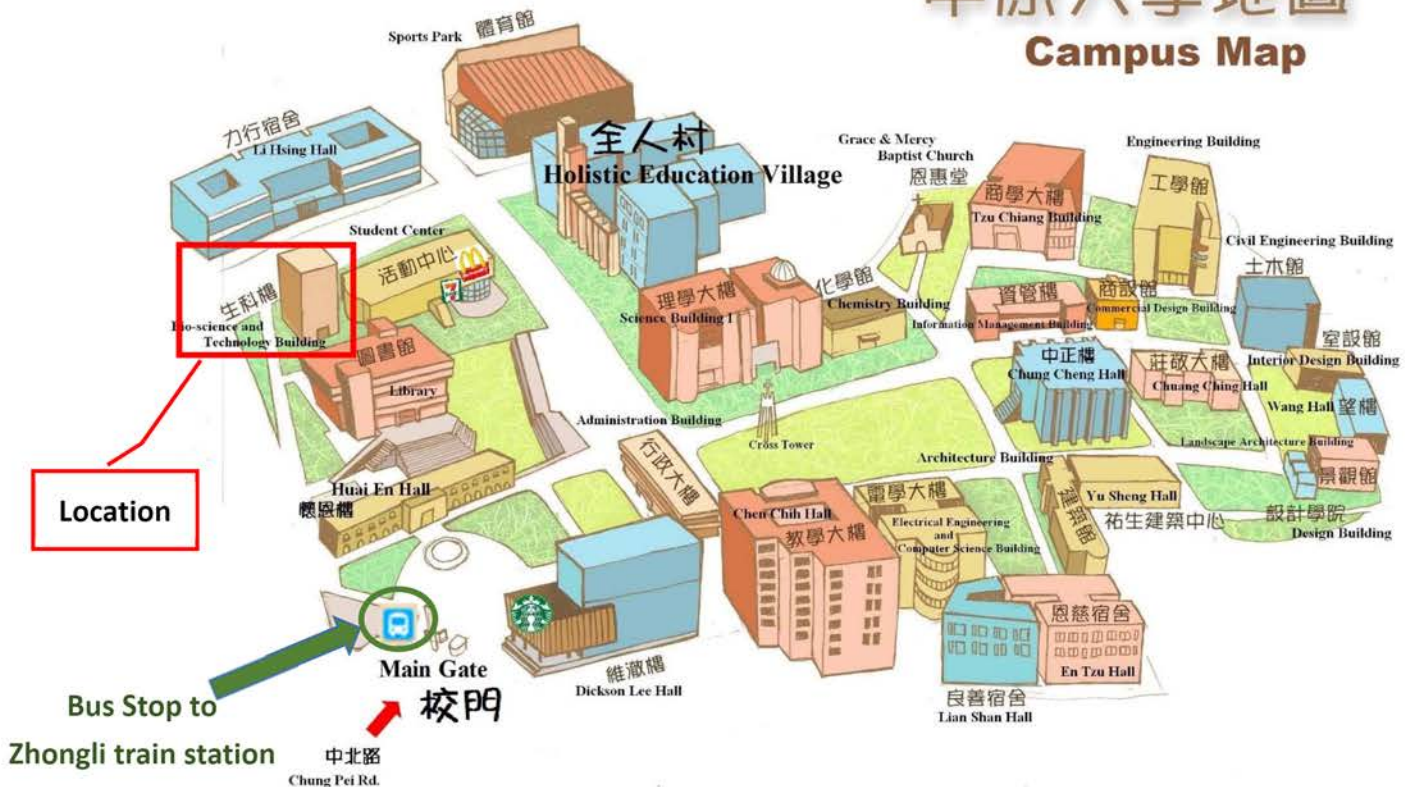 中原大學地圖
Campus Map
Sports Park
體育館
力行宿舍
Li Hsing Hall
全人村
Holistic Education Village
Grace & Mercy
Baptist Church
恩惠堂
商學大樓
Tzu Chiang Building
Engineering Building
工學館
Civil Engineering Building
土木館
Student Center
活動中心
生科樓
Bio-science and
Technology Building
圖書館
Library
理學大樓
Science Building 1
化學館
Chemistry Building
資管樓
Information Management Building
商設館
Commercial Design Building
室設館
Interior Design Building
中正樓
Chung Cheng Hall
莊敬大樓
Chuang Ching Hall
Wang Hall
望樓
Landscape Architecture Building
景觀館
設計學院
Design Building
Administration Building
行政大樓
Cross Tower
Architecture Building
建築館
Yu Sheng Hall
祐生建築中心
Location
Huai En Hall
懷恩樓
Chen Chih Hall
教學大樓
電學大樓
Electrical Engineering
and
Computer Science Building
恩慈宿舍
En Tzu Hall
良善宿舍
Lian Shan Hall
維澈樓
Dickson Lee Hall
Main Gate
校門
Bus Stop to
Zhongli train station
中北路
Chung Pei Rd.